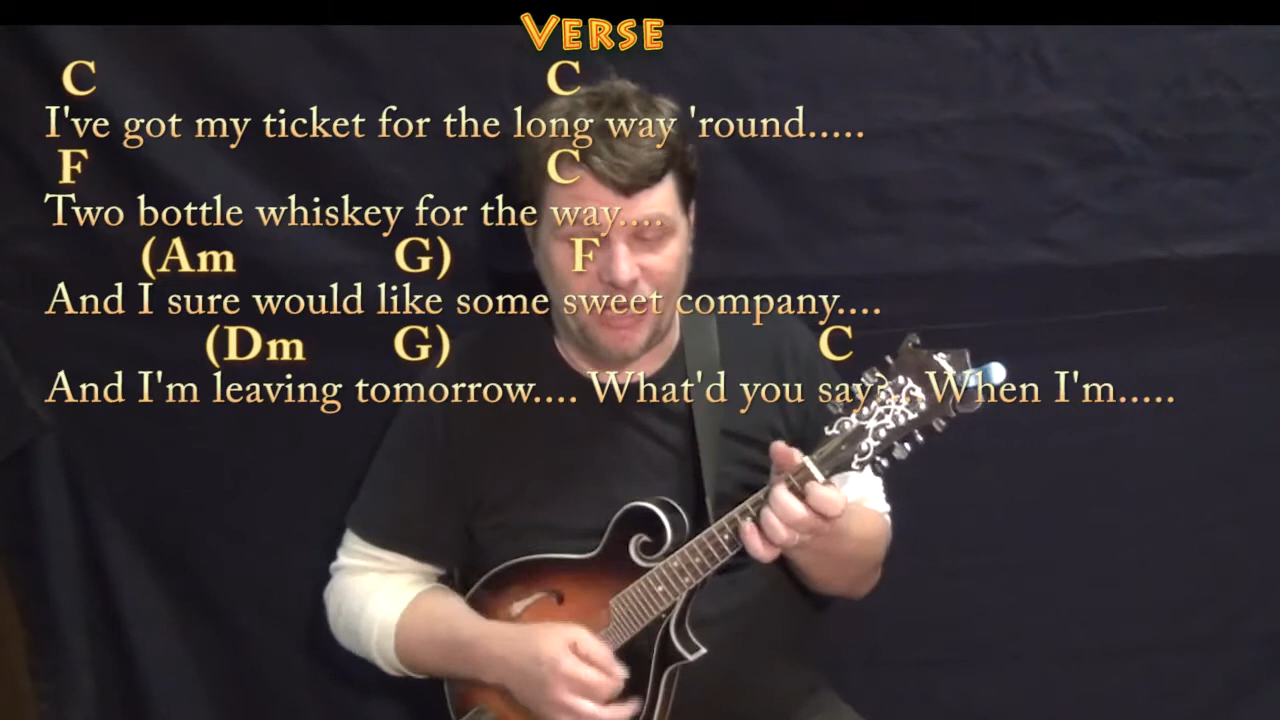 VERSE
C C
I've got my ticket for the long way 'round.....
F C
Two bottle whiskey for the way....
(Am G) F
And I sure would like some sweet company....
(Dm G) C
And I'm leaving tomorrow.... What'd you say?...When I'm.....